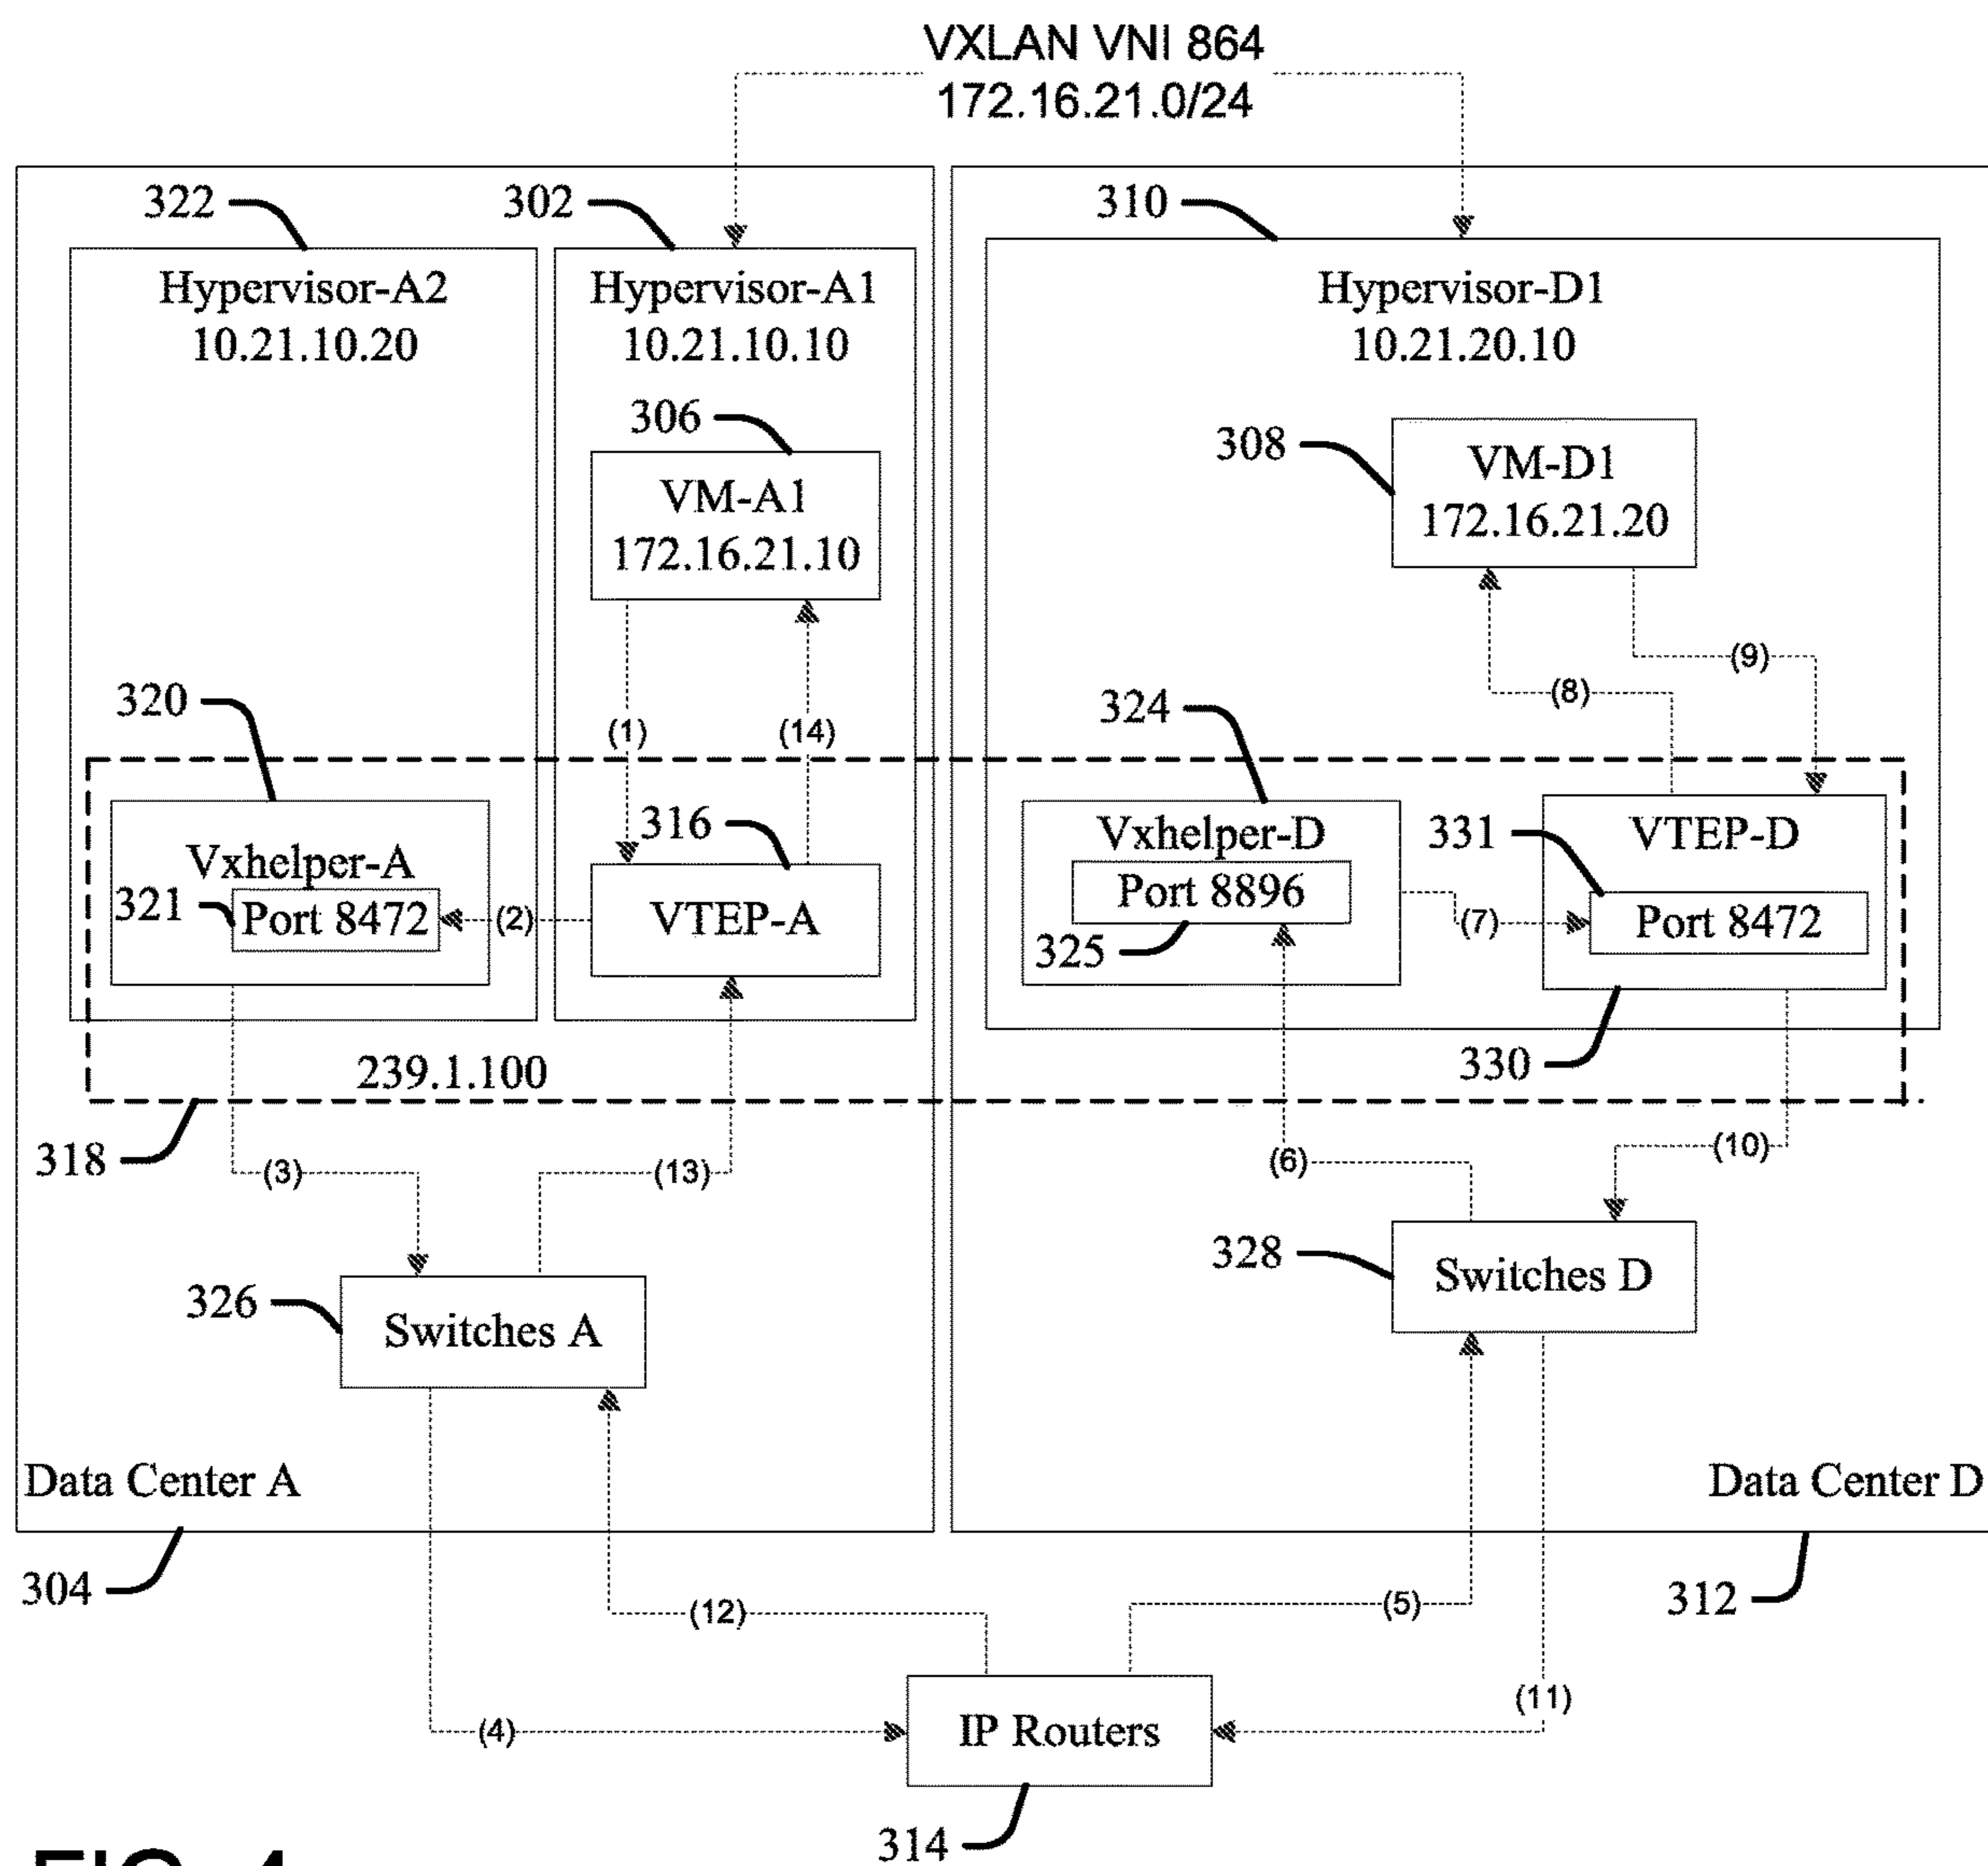 VXLAN VNI 864
172.16.21.0/24
322
302
310
Hypervisor-A2
10.21.10.20
Hypervisor-A1
10.21.10.10
Hypervisor-D1
10.21.20.10
306
VM-A1
172.16.21.10
308
VM-D1
172.16.21.20
(1)
(14)
(8)
(9)
320
324
Vxhelper-A
321
Port 8472
(2)
316
VTEP-A
Vxhelper-D
Port 8896
325
(7)
331
VTEP-D
Port 8472
330
239.1.100
318
(3)
(13)
(6)
(10)
326
Switches A
328
Switches D
Data Center A
Data Center D
304
312
(12)
(5)
(4)
(11)
IP Routers
314